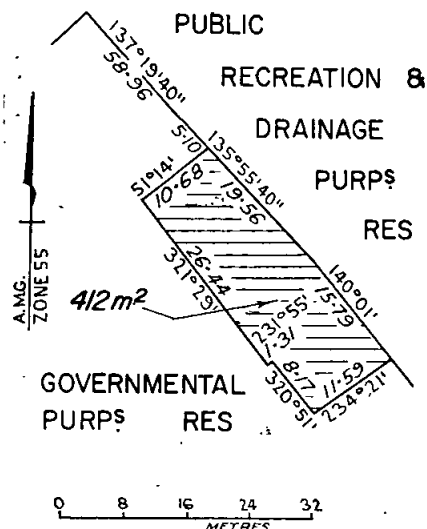 PUBLIC
RECREATION &
DRAINAGE
PURPS
RES
137°19'40"
58·96
5·10
135°55'40"
19·56
51°14'
10·68
140°01'
15·79
26·44
321°29'
231°55'
1·31
8·17
320°51'
11·59
234°21'
412m²
A.M.G.
ZONE 55
GOVERNMENTAL
PURPS RES
0 8 16 24 32
METRES